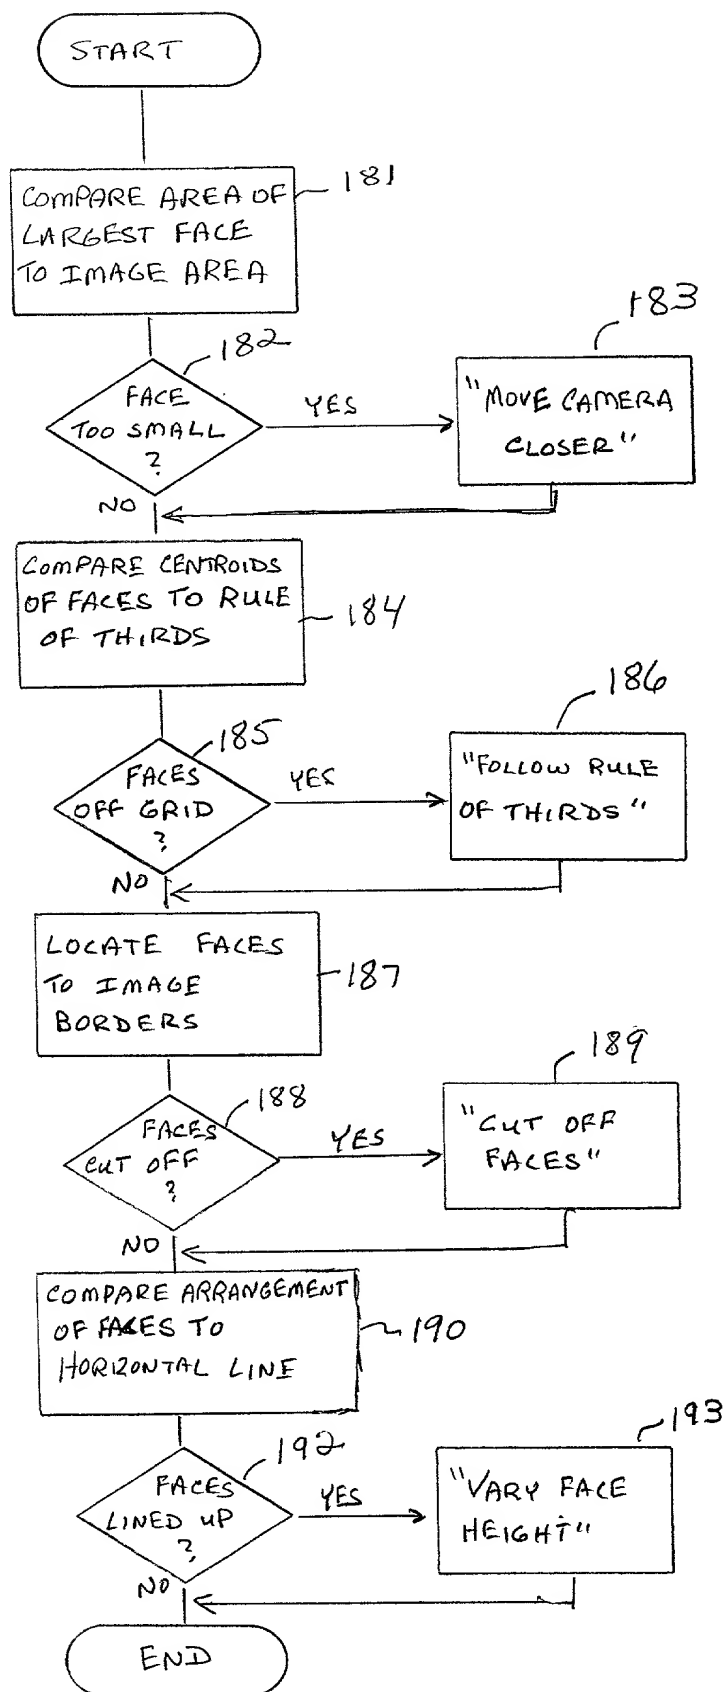 START
181
COMPARE AREA OF
LARGEST FACE
TO IMAGE AREA
182
183
FACE
TOO SMALL
?
YES
"MOVE CAMERA
CLOSER"
NO
COMPARE CENTROIDS
OF FACES TO RULE
OF THIRDS
184
185
186
FACES
OFF GRID
?
YES
"FOLLOW RULE
OF THIRDS"
NO
LOCATE FACES
TO IMAGE
BORDERS
187
188
189
FACES
CUT OFF
?
YES
"CUT OFF
FACES"
NO
COMPARE ARRANGEMENT
OF FACES TO
HORIZONTAL LINE
190
192
193
FACES
LINED UP
?
YES
"VARY FACE
HEIGHT"
NO
END